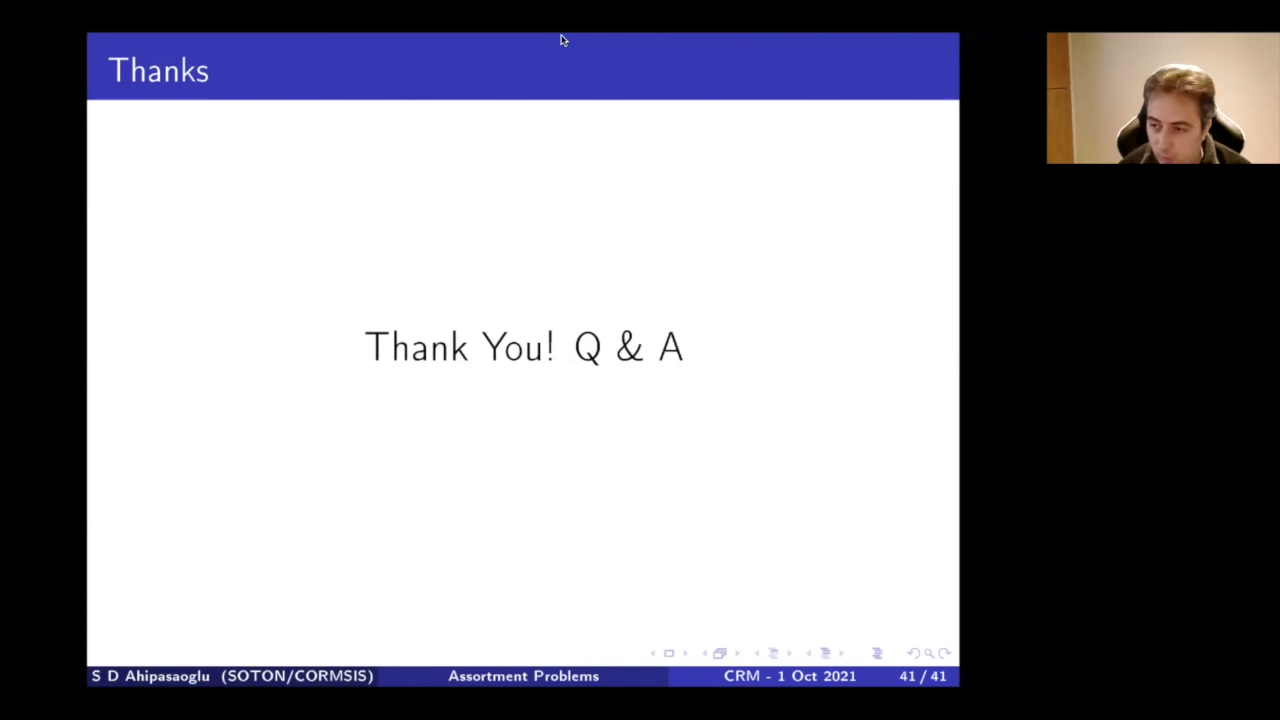 Thanks
Thank You! Q & A
S D Ahipasaoglu (SOTON/CORMSIS) Assortment Problems CRM - 1 Oct 2021 41 / 41